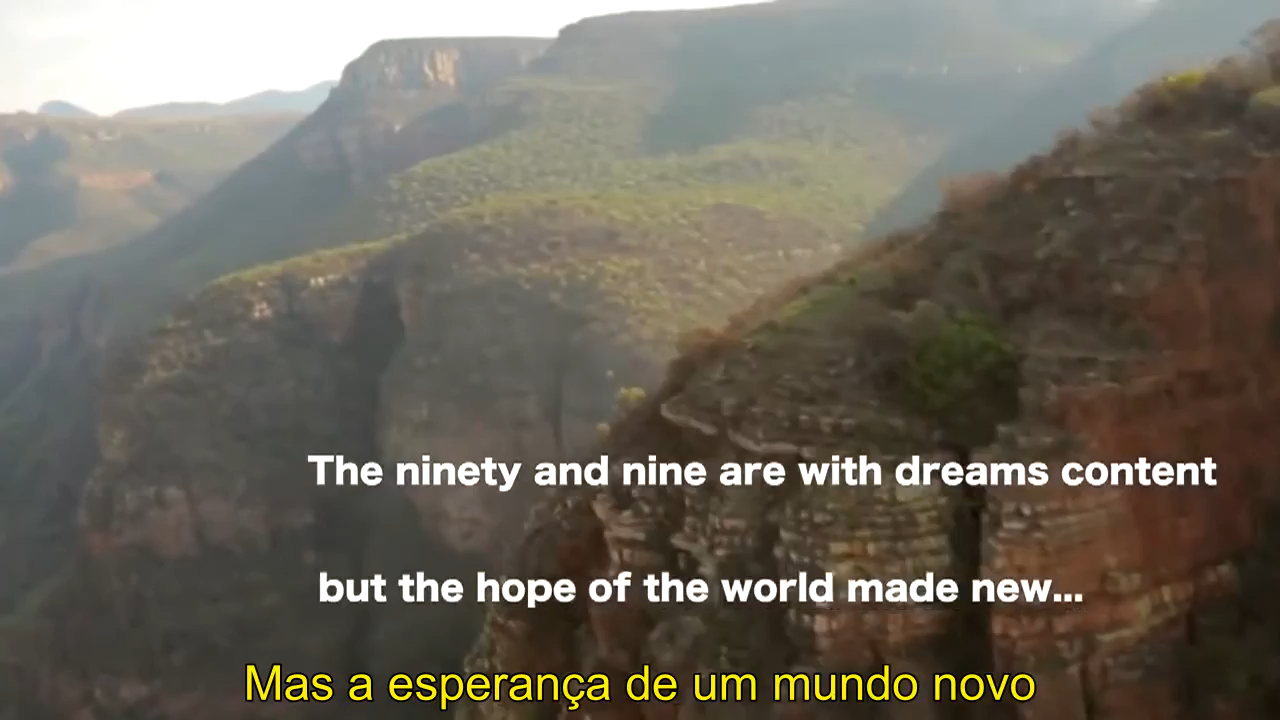 The ninety and nine are with dreams content
but the hope of the world made new...
Mas a esperança de um mundo novo